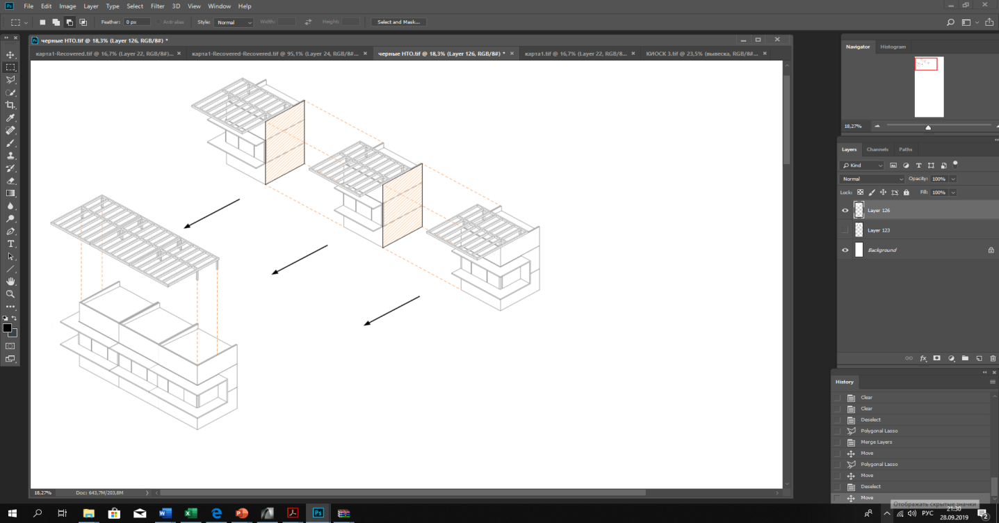 Ps File Edit Image Layer Type Select Filter 3D View Window Help
Feather: 0 px Anti-alias Style: Normal Width: Height: Select and Mask...
Ps черные НТО.tif @ 18,3% (Layer 126, RGB/8#) *
карта1-Recovered.tif @ 16,7% (Layer 22, RGB/8#)... × карта1-Recovered-Recovered.tif @ 95,1% (Layer 24, RGB/8#... × черные НТО.tif @ 18,3% (Layer 126, RGB/8#) * × карта1.tif @ 16,7% (Layer 22, RGB/8... × КИОСК 3.tif @ 23,5% (вывеска, RGB/8#... ×
Navigator Histogram
18,27%
Layers Channels Paths
Kind
Normal Opacity: 100%
Lock: Fill: 100%
Layer 126
Layer 123
Background
fx
History
Clear
Clear
Deselect
Polygonal Lasso
Merge Layers
Move
Polygonal Lasso
Move
Deselect
Move
18,27% Doc: 643,7M/203,8M
Отображать скрытые значки
РУС
21:30
28.09.2019
2